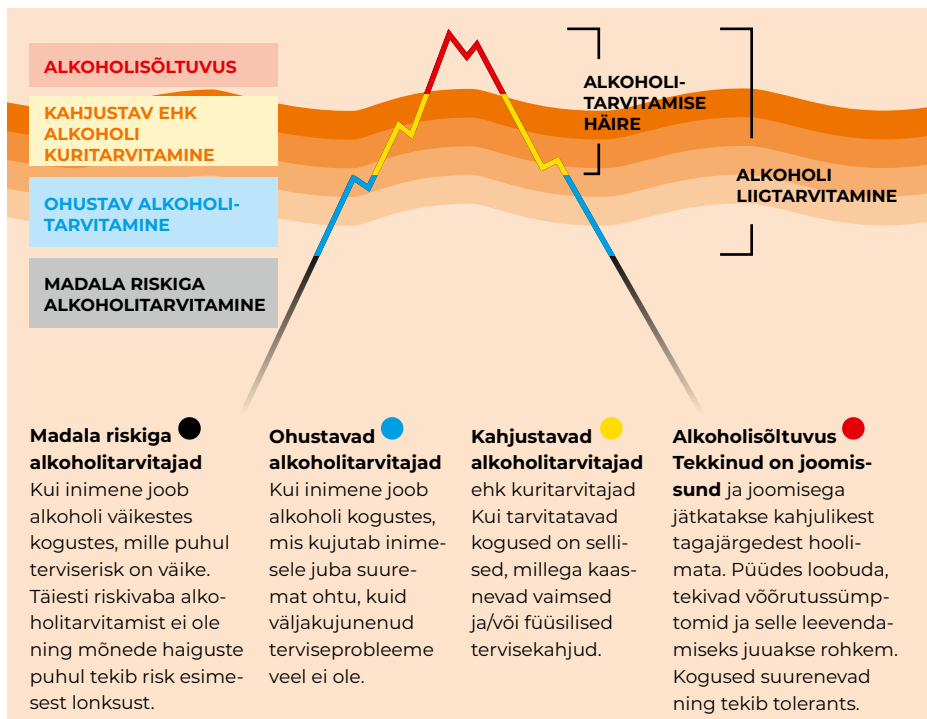 ALKOHOLISÕLTUVUS
KAHJUSTAV EHK
ALKOHOLI
KURITARVITAMINE
OHUSTAV ALKOHOLI-
TARVITAMINE
MADALA RISKIGA
ALKOHOLITARVITAMINE
ALKOHOLI-
TARVITAMISE
HÄIRE
ALKOHOLI
LIIGTARVITAMINE
Madala riskiga
alkoholitarvitajad
Kui inimene joob
alkoholi väikestes
kogustes, mille puhul
terviserisk on väike.
Täiesti riskivaba alko-
holitarvitamist ei ole
ning mõnede haiguste
puhul tekib risk esime-
sest lonksust.
Ohustavad
alkoholitarvitajad
Kui inimene joob
alkoholi kogustes,
mis kujutab inime-
sele juba suure-
mat ohtu, kuid
väljakujunenud
terviseprobleeme
veel ei ole.
Kahjustavad
alkoholitarvitajad
ehk kuritarvitajad
Kui tarvitatavad
kogused onselli-
sed, millega kaas-
nevad vaimsed
ja/või füüsilised
tervisekahjud.
Alkoholisõltuvus
Tekkinud on joomis-
sund ja joomisega
jätkatakse kahjulikest
tagajärgedest hooli-
mata. Püüdes loobuda,
tekivad võõrutussümp-
tomid ja selle leevenda-
miseks juuakse rohkem.
Kogused suurenevad
ning tekib tolerants.